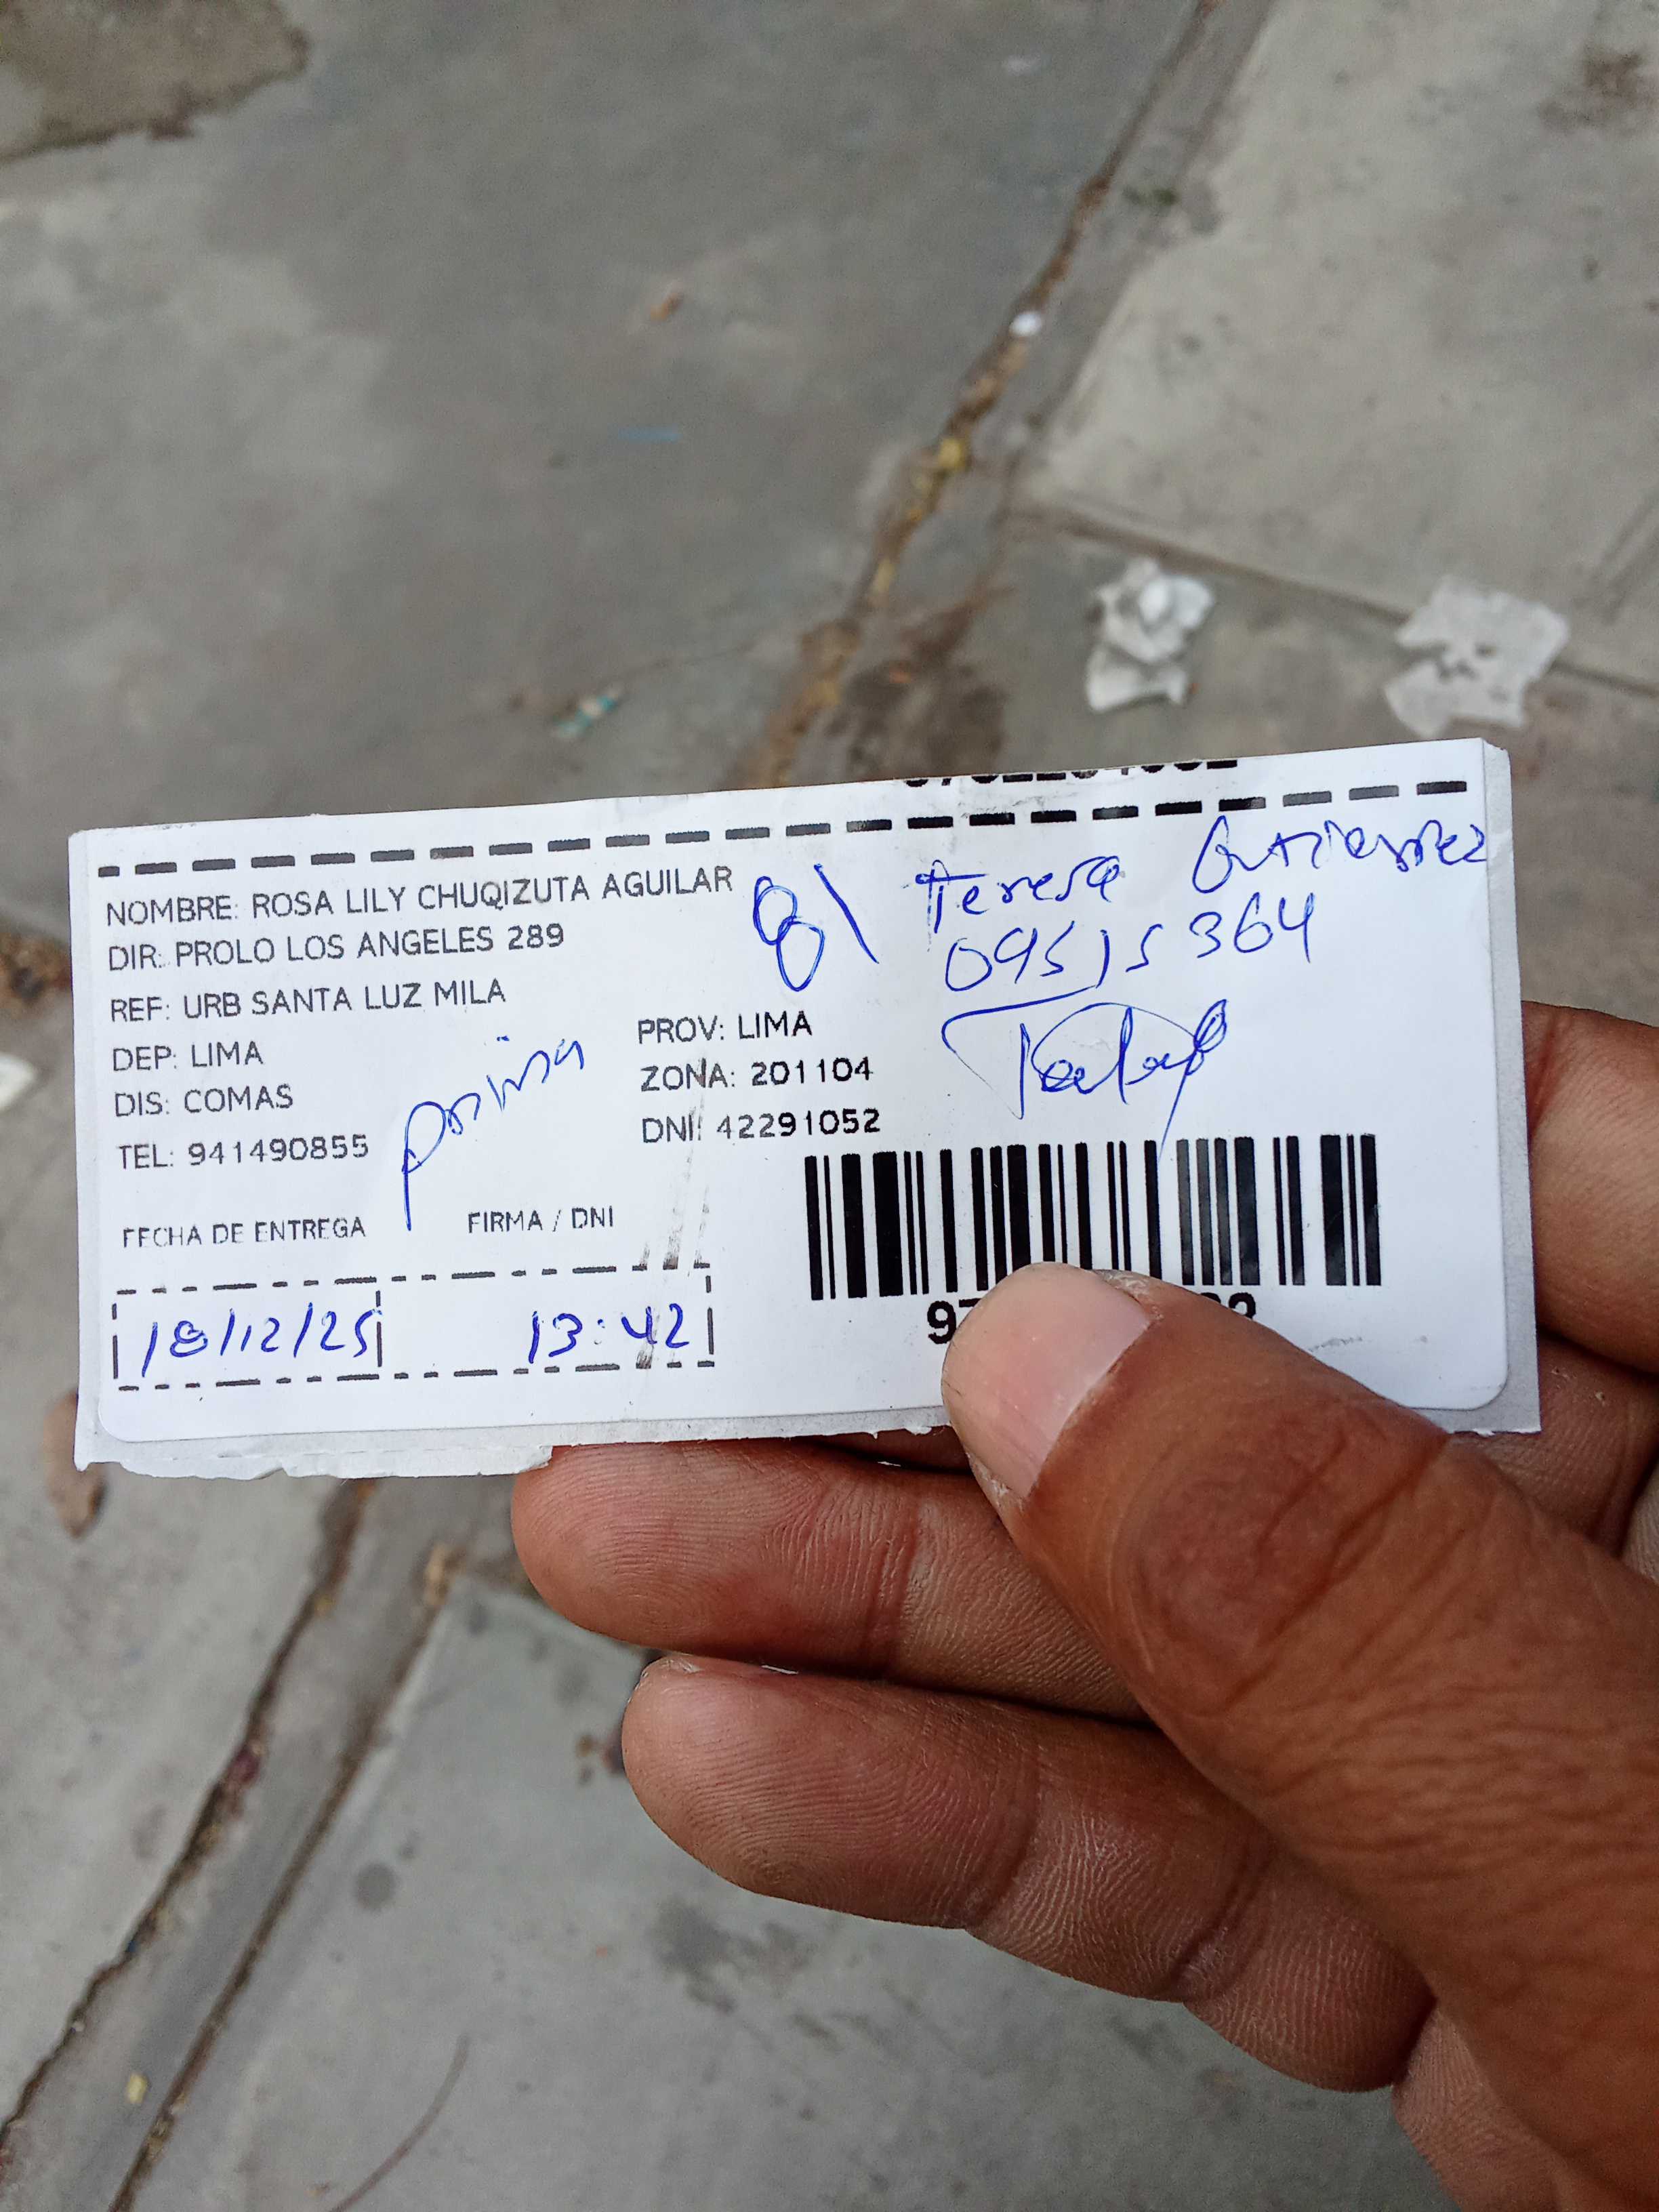 NOMBRE: ROSA LILY CHUQIZUTA AGUILAR
DIR: PROLO LOS ANGELES 289
REF: URB SANTA LUZ MILA
DEP: LIMA
PROV: LIMA
DIS: COMAS
ZONA: 201104
TEL: 941490855
DNI: 42291052
prima
Teresa Gutierrez
09515364
FECHA DE ENTREGA
FIRMA / DNI
18/12/25
13:42